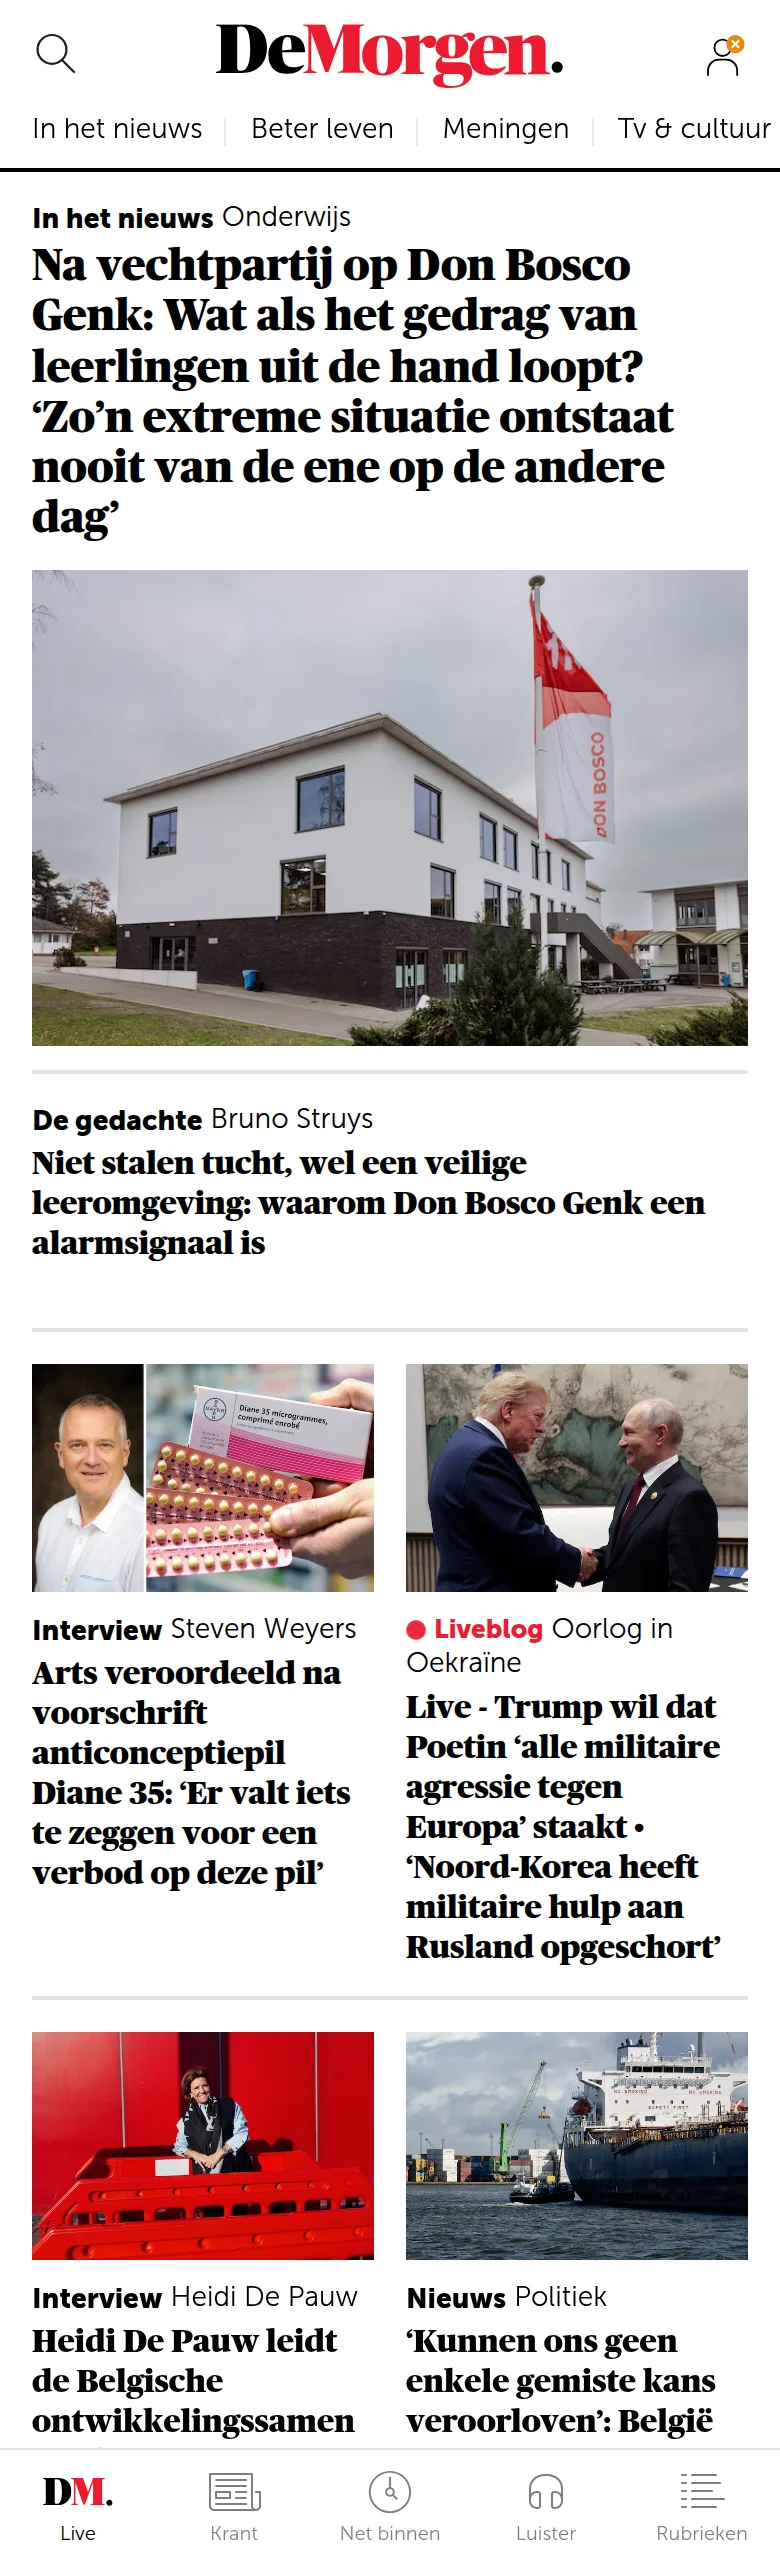 DeMorgen.
In het nieuws
Beter leven
Meningen
Tv & cultuur
In het nieuws Onderwijs
Na vechtpartij op Don Bosco
Genk: Wat als het gedrag van
leerlingen uit de hand loopt?
‘Zo’n extreme situatie ontstaat
nooit van de ene op de andere
dag’
DON BOSCO
De gedachte Bruno Struys
Niet stalen tucht, wel een veilige
leeromgeving: waarom Don Bosco Genk een
alarmsignaal is
Diane 35 microgrammes,
comprimé enrobé
Interview Steven Weyers
Arts veroordeeld na
voorschrift
anticonceptiepil
Diane 35: ‘Er valt iets
te zeggen voor een
verbod op deze pil’
Liveblog Oorlog in
Oekraïne
Live - Trump wil dat
Poetin ‘alle militaire
agressie tegen
Europa’ staakt •
‘Noord-Korea heeft
militaire hulp aan
Rusland opgeschort’
NO SMOKING
NO SMOKING
SAFETY FIRST
Interview Heidi De Pauw
Heidi De Pauw leidt
de Belgische
ontwikkelingssamen
Nieuws Politiek
‘Kunnen ons geen
enkele gemiste kans
veroorloven’: België
DM.
Live
Krant
Net binnen
Luister
Rubrieken